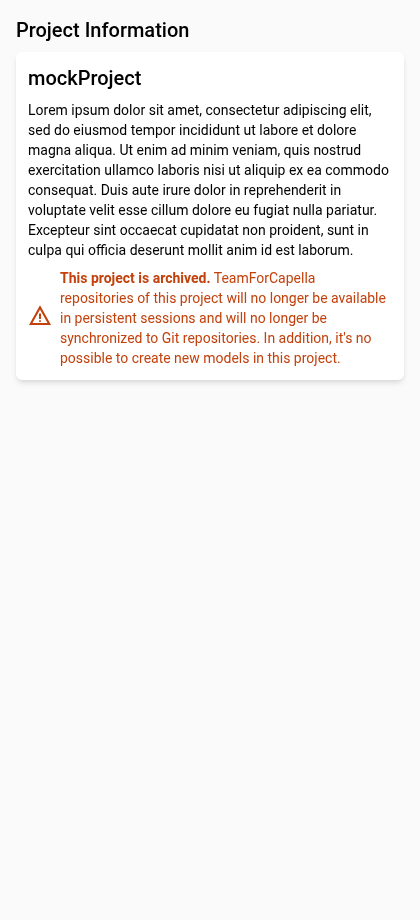 Project Information
mockProject
Lorem ipsum dolor sit amet, consectetur adipiscing elit,
sed do eiusmod tempor incididunt ut labore et dolore
magna aliqua. Ut enim ad minim veniam, quis nostrud
exercitation ullamco laboris nisi ut aliquip ex ea commodo
consequat. Duis aute irure dolor in reprehenderit in
voluptate velit esse cillum dolore eu fugiat nulla pariatur.
Excepteur sint occaecat cupidatat non proident, sunt in
culpa qui officia deserunt mollit anim id est laborum.
This project is archived. TeamForCapella
repositories of this project will no longer be available
in persistent sessions and will no longer be
synchronized to Git repositories. In addition, it's no
possible to create new models in this project.